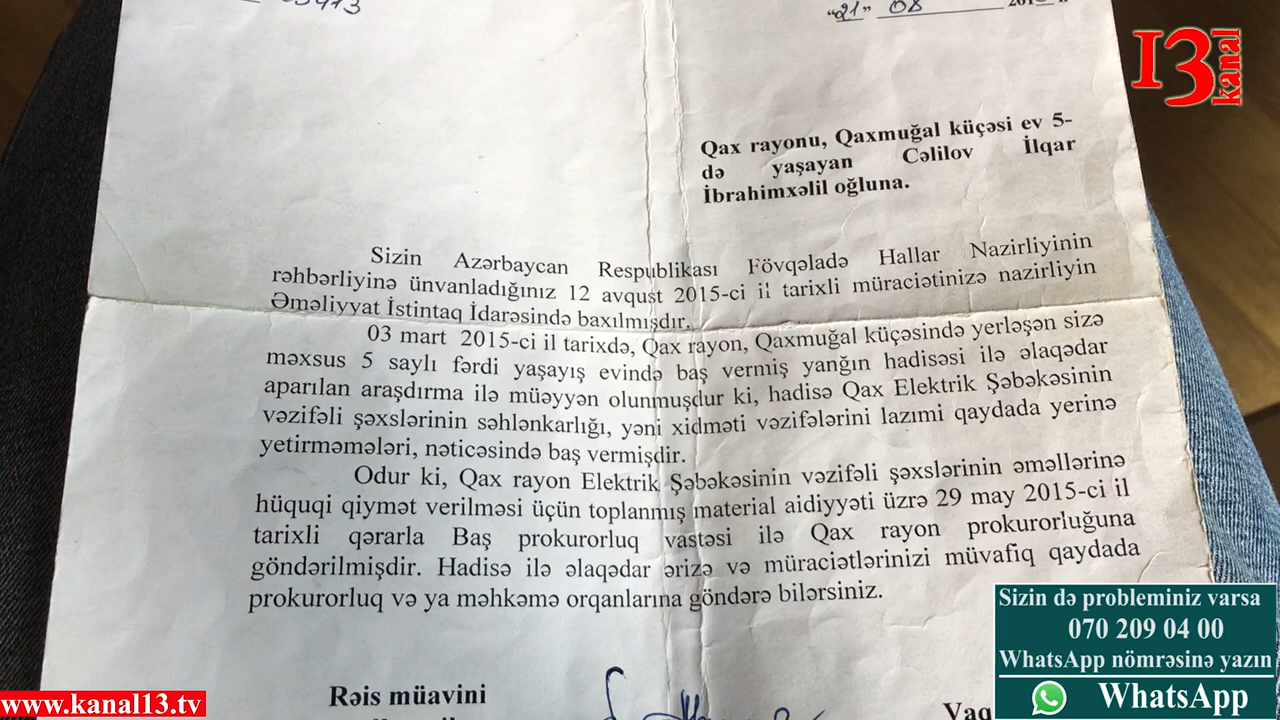 "21" 08
13 kanal
Qax rayonu, Qaxmuğal küçəsi ev 5-
də yaşayan Cəlilov İlqar
İbrahimxəlil oğluna.
Sizin Azərbaycan Respublikası Fövqəladə Hallar Nazirliyinin
rəhbərliyinə ünvanladığınız 12 avqust 2015-ci il tarixli müraciətinizə nazirliyin
Əməliyyat İstintaq İdarəsində baxılmışdır.
03 mart 2015-ci il tarixdə, Qax rayon, Qaxmuğal küçəsində yerləşən sizə
məxsus 5 saylı fərdi yaşayış evində baş vermiş yanğın hadisəsi ilə əlaqədar
aparılan araşdırma ilə müəyyən olunmuşdur ki, hadisə Qax Elektrik Şəbəkəsinin
vəzifəli şəxslərinin səhlənkarlığı, yəni xidməti vəzifələrini lazımi qaydada yerinə
yetirməmələri, nəticəsində baş vermişdir.
Odur ki, Qax rayon Elektrik Şəbəkəsinin vəzifəli şəxslərinin əməllərinə
hüquqi qiymət verilməsi üçün toplanmış material aidiyyəti üzrə 29 may 2015-ci il
tarixli qərarla Baş prokurorluq vastəsi ilə Qax rayon prokurorluğuna
göndərilmişdir. Hadisə ilə əlaqədar ərizə və müraciətlərinizi müvafiq qaydada
prokurorluq və ya məhkəmə orqanlarına göndərə bilərsiniz.
Rəis müavini
Vaq
www.kanal13.tv
Sizin də probleminiz varsa
070 209 04 00
WhatsApp nömrəsinə yazın
WhatsApp